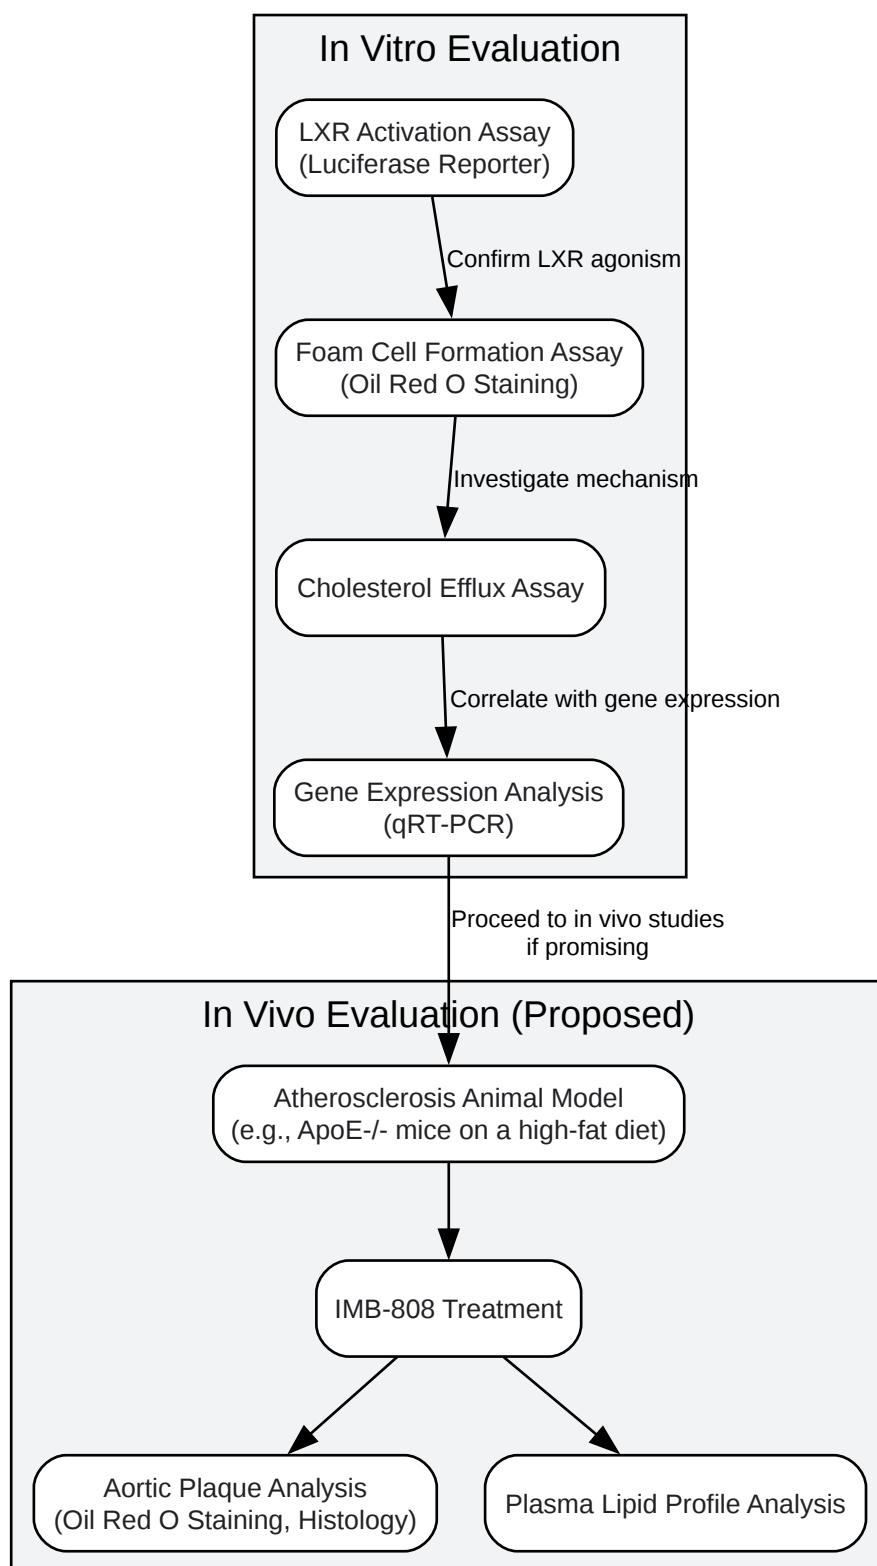 In Vitro Evaluation
LXR Activation Assay
(Luciferase Reporter)
Confirm LXR agonism
Foam Cell Formation Assay
(Oil Red O Staining)
Investigate mechanism
Cholesterol Efflux Assay
Correlate with gene expression
Gene Expression Analysis
(qRT-PCR)
Proceed to in vivo studies
if promising
In Vivo Evaluation (Proposed)
Atherosclerosis Animal Model
(e.g., ApoE-/- mice on a high-fat diet)
IMB-808 Treatment
Aortic Plaque Analysis
(Oil Red O Staining, Histology)
Plasma Lipid Profile Analysis